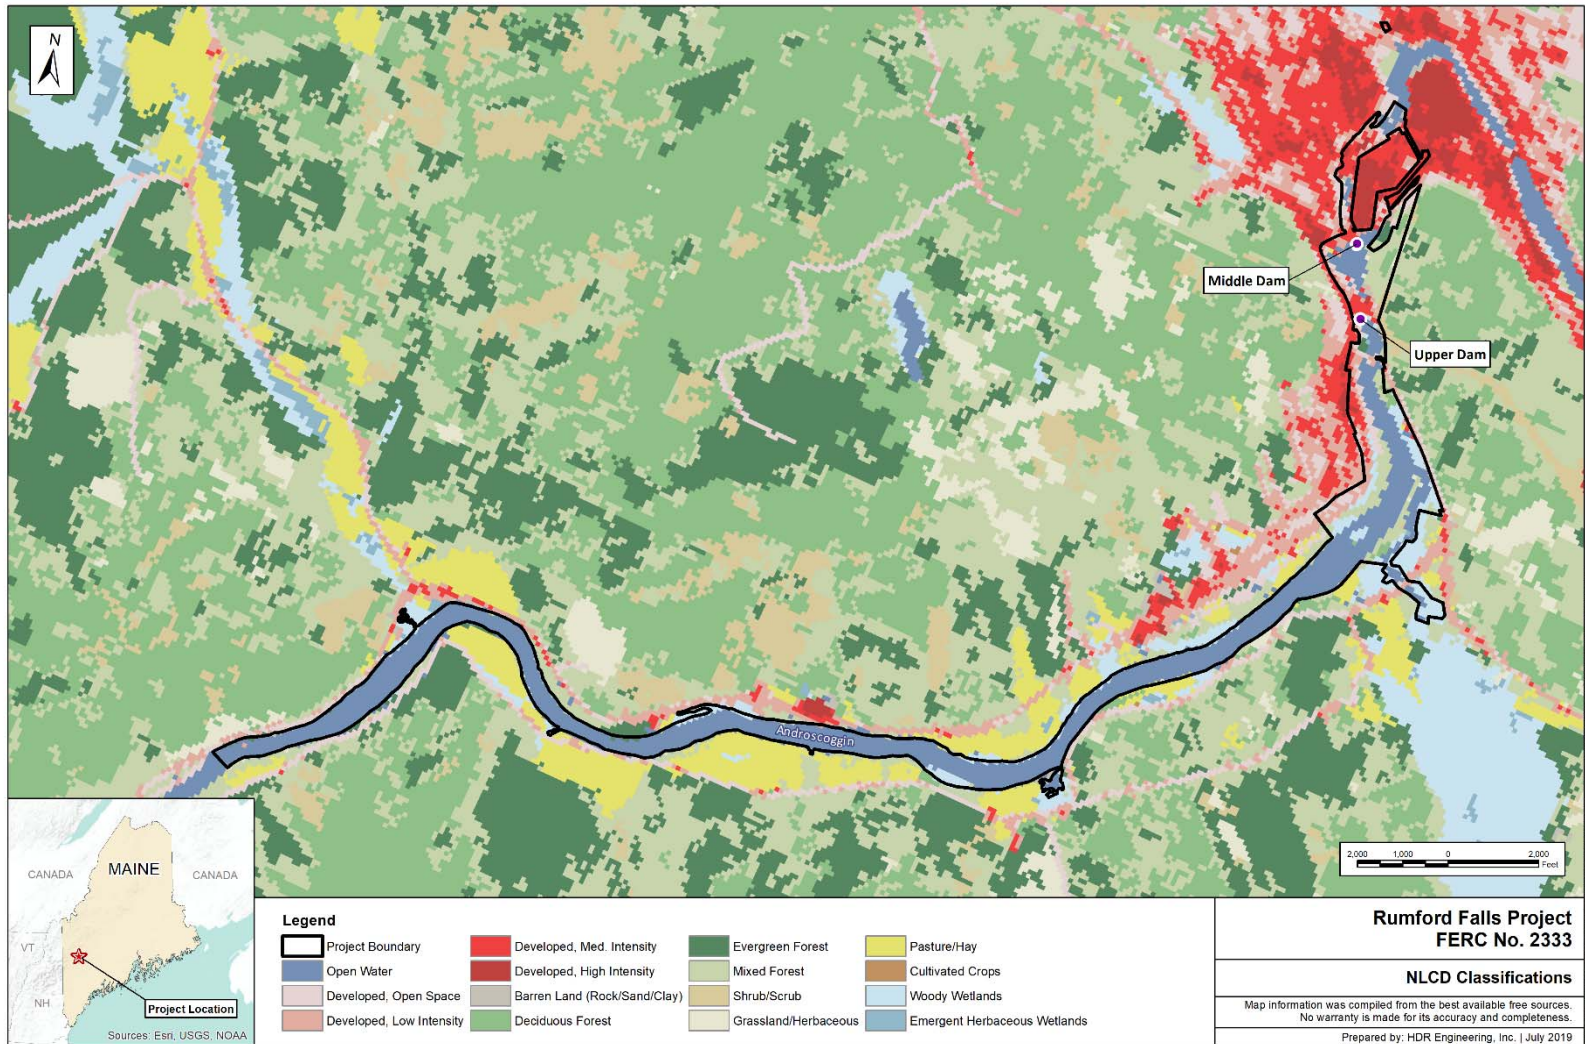 N
Middle Dam
Upper Dam
Androscoggin
2,000 1,000 0 2,000
Feet
CANADA
MAINE
CANADA
VT
NH
Project Location
Sources: Esri, USGS, NOAA
Legend
Project Boundary
Open Water
Developed, Open Space
Developed, Low Intensity
Developed, Med. Intensity
Developed, High Intensity
Barren Land (Rock/Sand/Clay)
Deciduous Forest
Evergreen Forest
Mixed Forest
Shrub/Scrub
Grassland/Herbaceous
Pasture/Hay
Cultivated Crops
Woody Wetlands
Emergent Herbaceous Wetlands
Rumford Falls Project
FERC No. 2333
NLCD Classifications
Map information was compiled from the best available free sources.
No warranty is made for its accuracy and completeness.
Prepared by: HDR Engineering, Inc. | July 2019